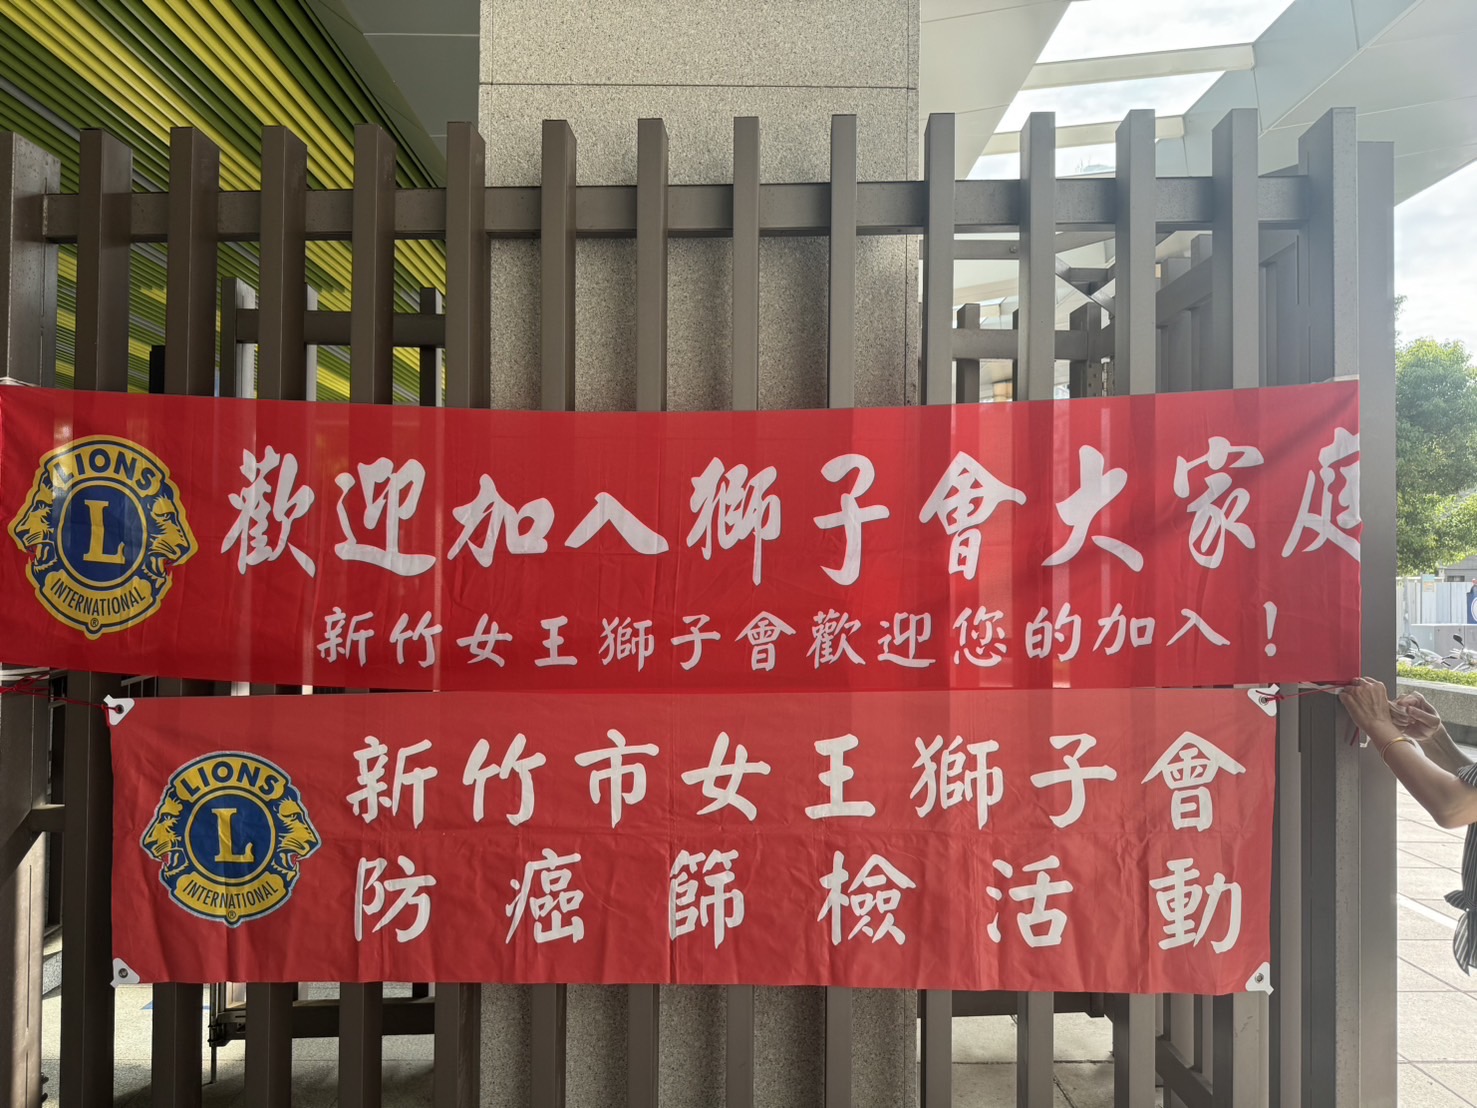 LIONS
L
INTERNATIONAL
®
歡迎加入獅子會大家庭
新竹女王獅子會歡迎您的加入！
LIONS
L
INTERNATIONAL
®
新竹市女王獅子會
防癌篩檢活動